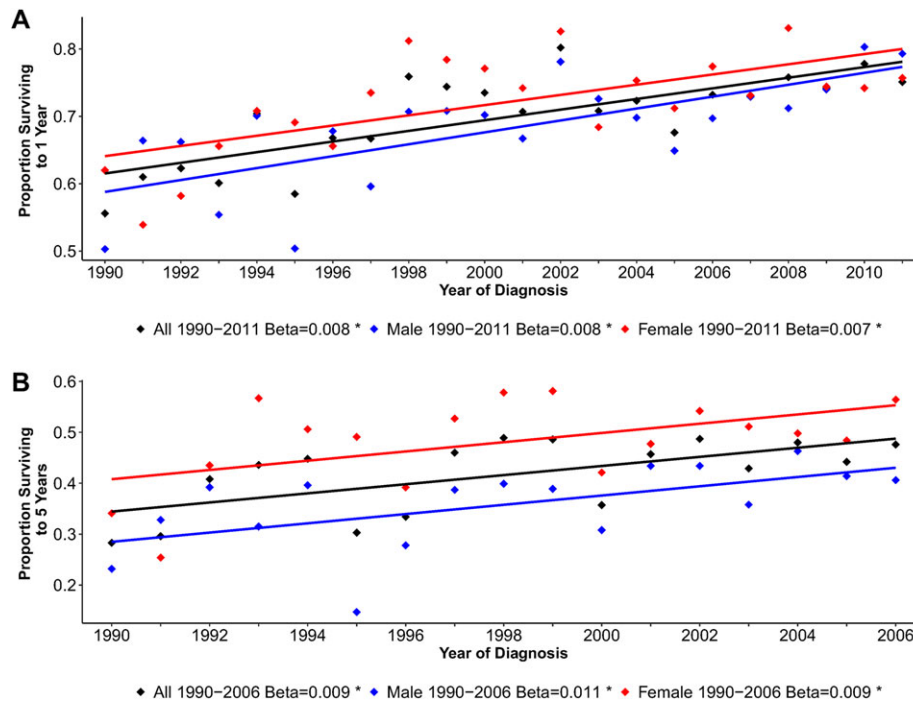 A
Proportion Surviving
to 1 Year
0.8
0.7
0.6
0.5
1990 1992 1994 1996 1998 2000 2002 2004 2006 2008 2010
Year of Diagnosis
All 1990−2011 Beta=0.008 * Male 1990−2011 Beta=0.008 * Female 1990−2011 Beta=0.007 *
B
Proportion Surviving
to 5 Years
0.6
0.5
0.4
0.3
0.2
1990 1992 1994 1996 1998 2000 2002 2004 2006
Year of Diagnosis
All 1990−2006 Beta=0.009 * Male 1990−2006 Beta=0.011 * Female 1990−2006 Beta=0.009 *